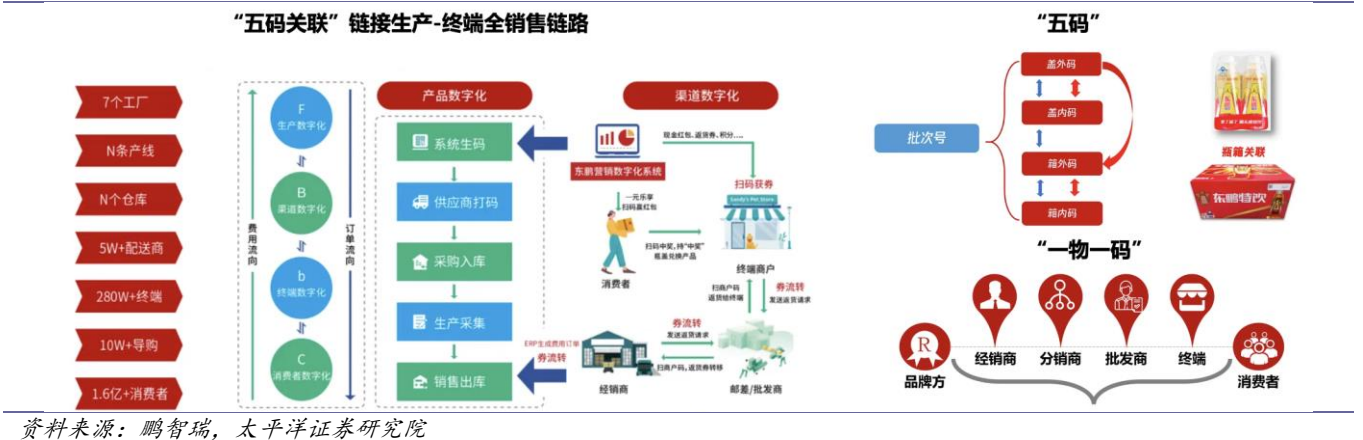 “五码关联”链接生产-终端全销售链路
7个工厂
N条产线
N个仓库
5W+配送商
280W+终端
10W+导购
1.6亿+消费者
费用流向
F
生产数字化
B
渠道数字化
b
终端数字化
C
消费者数字化
订单流向
产品数字化
系统生码
供应商打码
采购入库
生产采集
销售出库
渠道数字化
东鹏营销数字化系统
现金红包、返货券、积分....
扫码获券
一元乐享
扫码赢红包
Sandy's Pet Store
扫码中奖，持“中奖”
瓶盖兑换产品
消费者
终端商户
扫商户码
返货给终端
券流转
发送返货请求
ERP生成费用订单
券流转
券流转
发送返货请求
扫商户码，返货券转移
经销商
邮差/批发商
“五码”
批次号
盖外码
盖内码
箱外码
箱内码
瓶箱关联
东鹏特饮
“一物一码”
R
品牌方
经销商
分销商
批发商
终端
消费者
资料来源：鹏智瑞，太平洋证券研究院